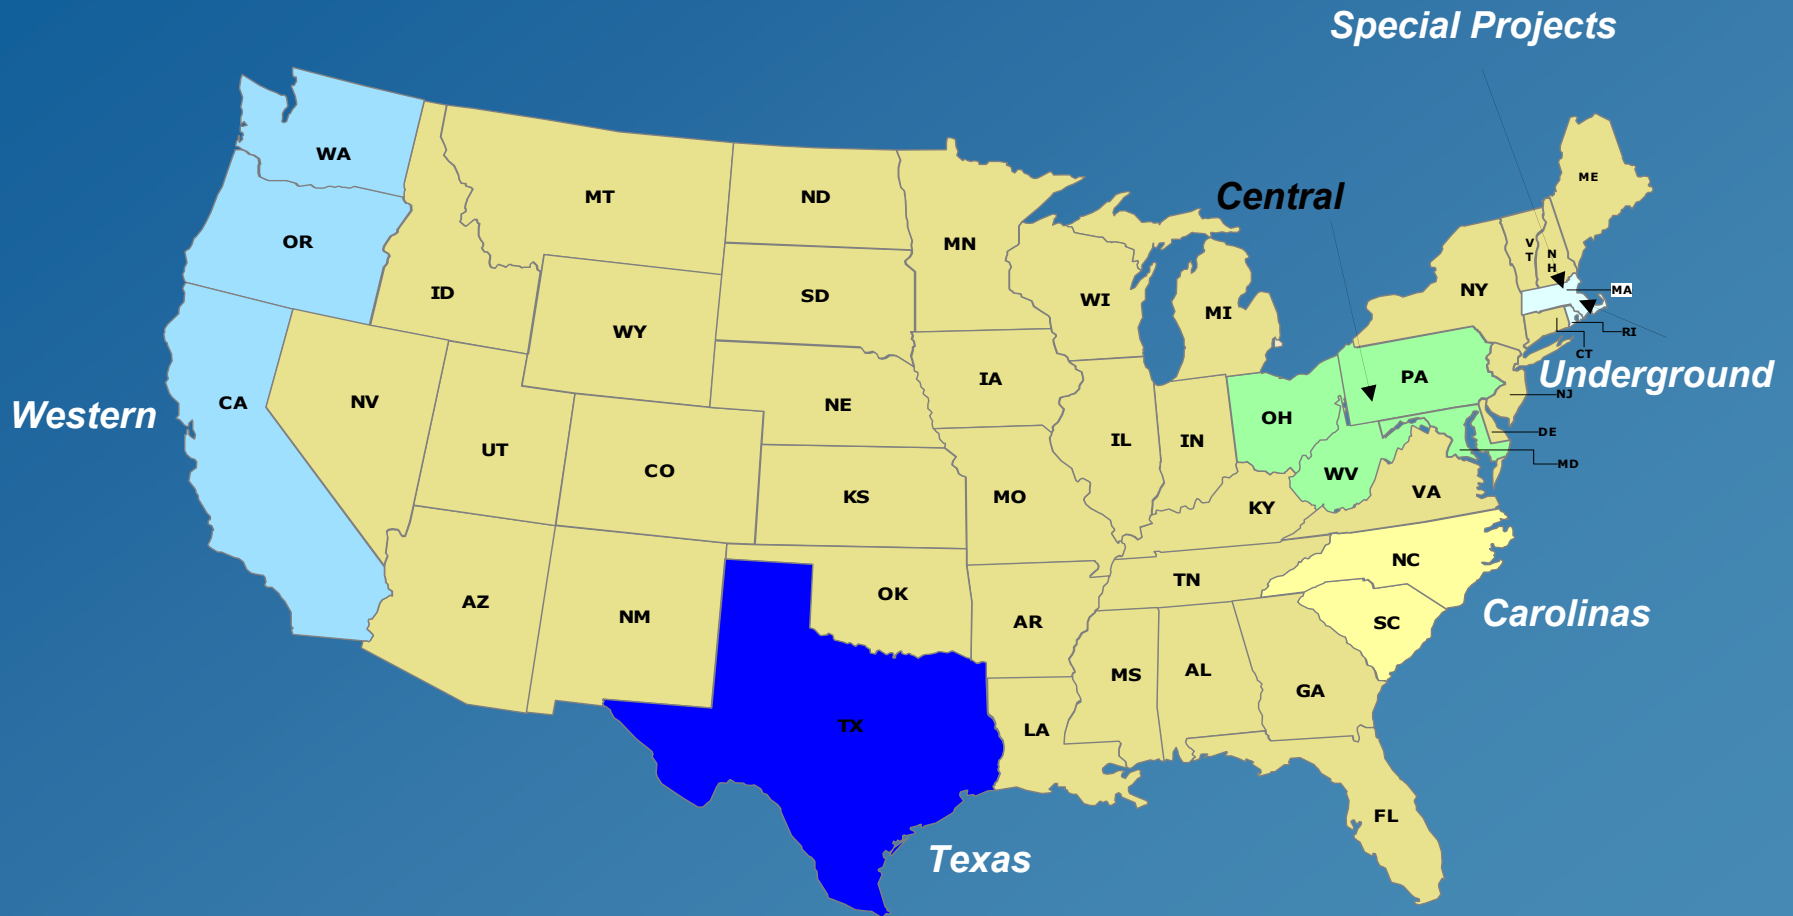 Special Projects
WA
ME
MT
ND
Central
OR
MN
V
T
N
H
ID
SD
WI
MI
NY
MA
WY
RI
CT
IA
PA
Underground
NJ
Western
CA
NV
NE
OH
DE
UT
CO
IL
IN
MD
WV
KS
MO
VA
KY
NC
TN
AZ
OK
Carolinas
NM
AR
SC
MS
AL
GA
TX
LA
FL
Texas